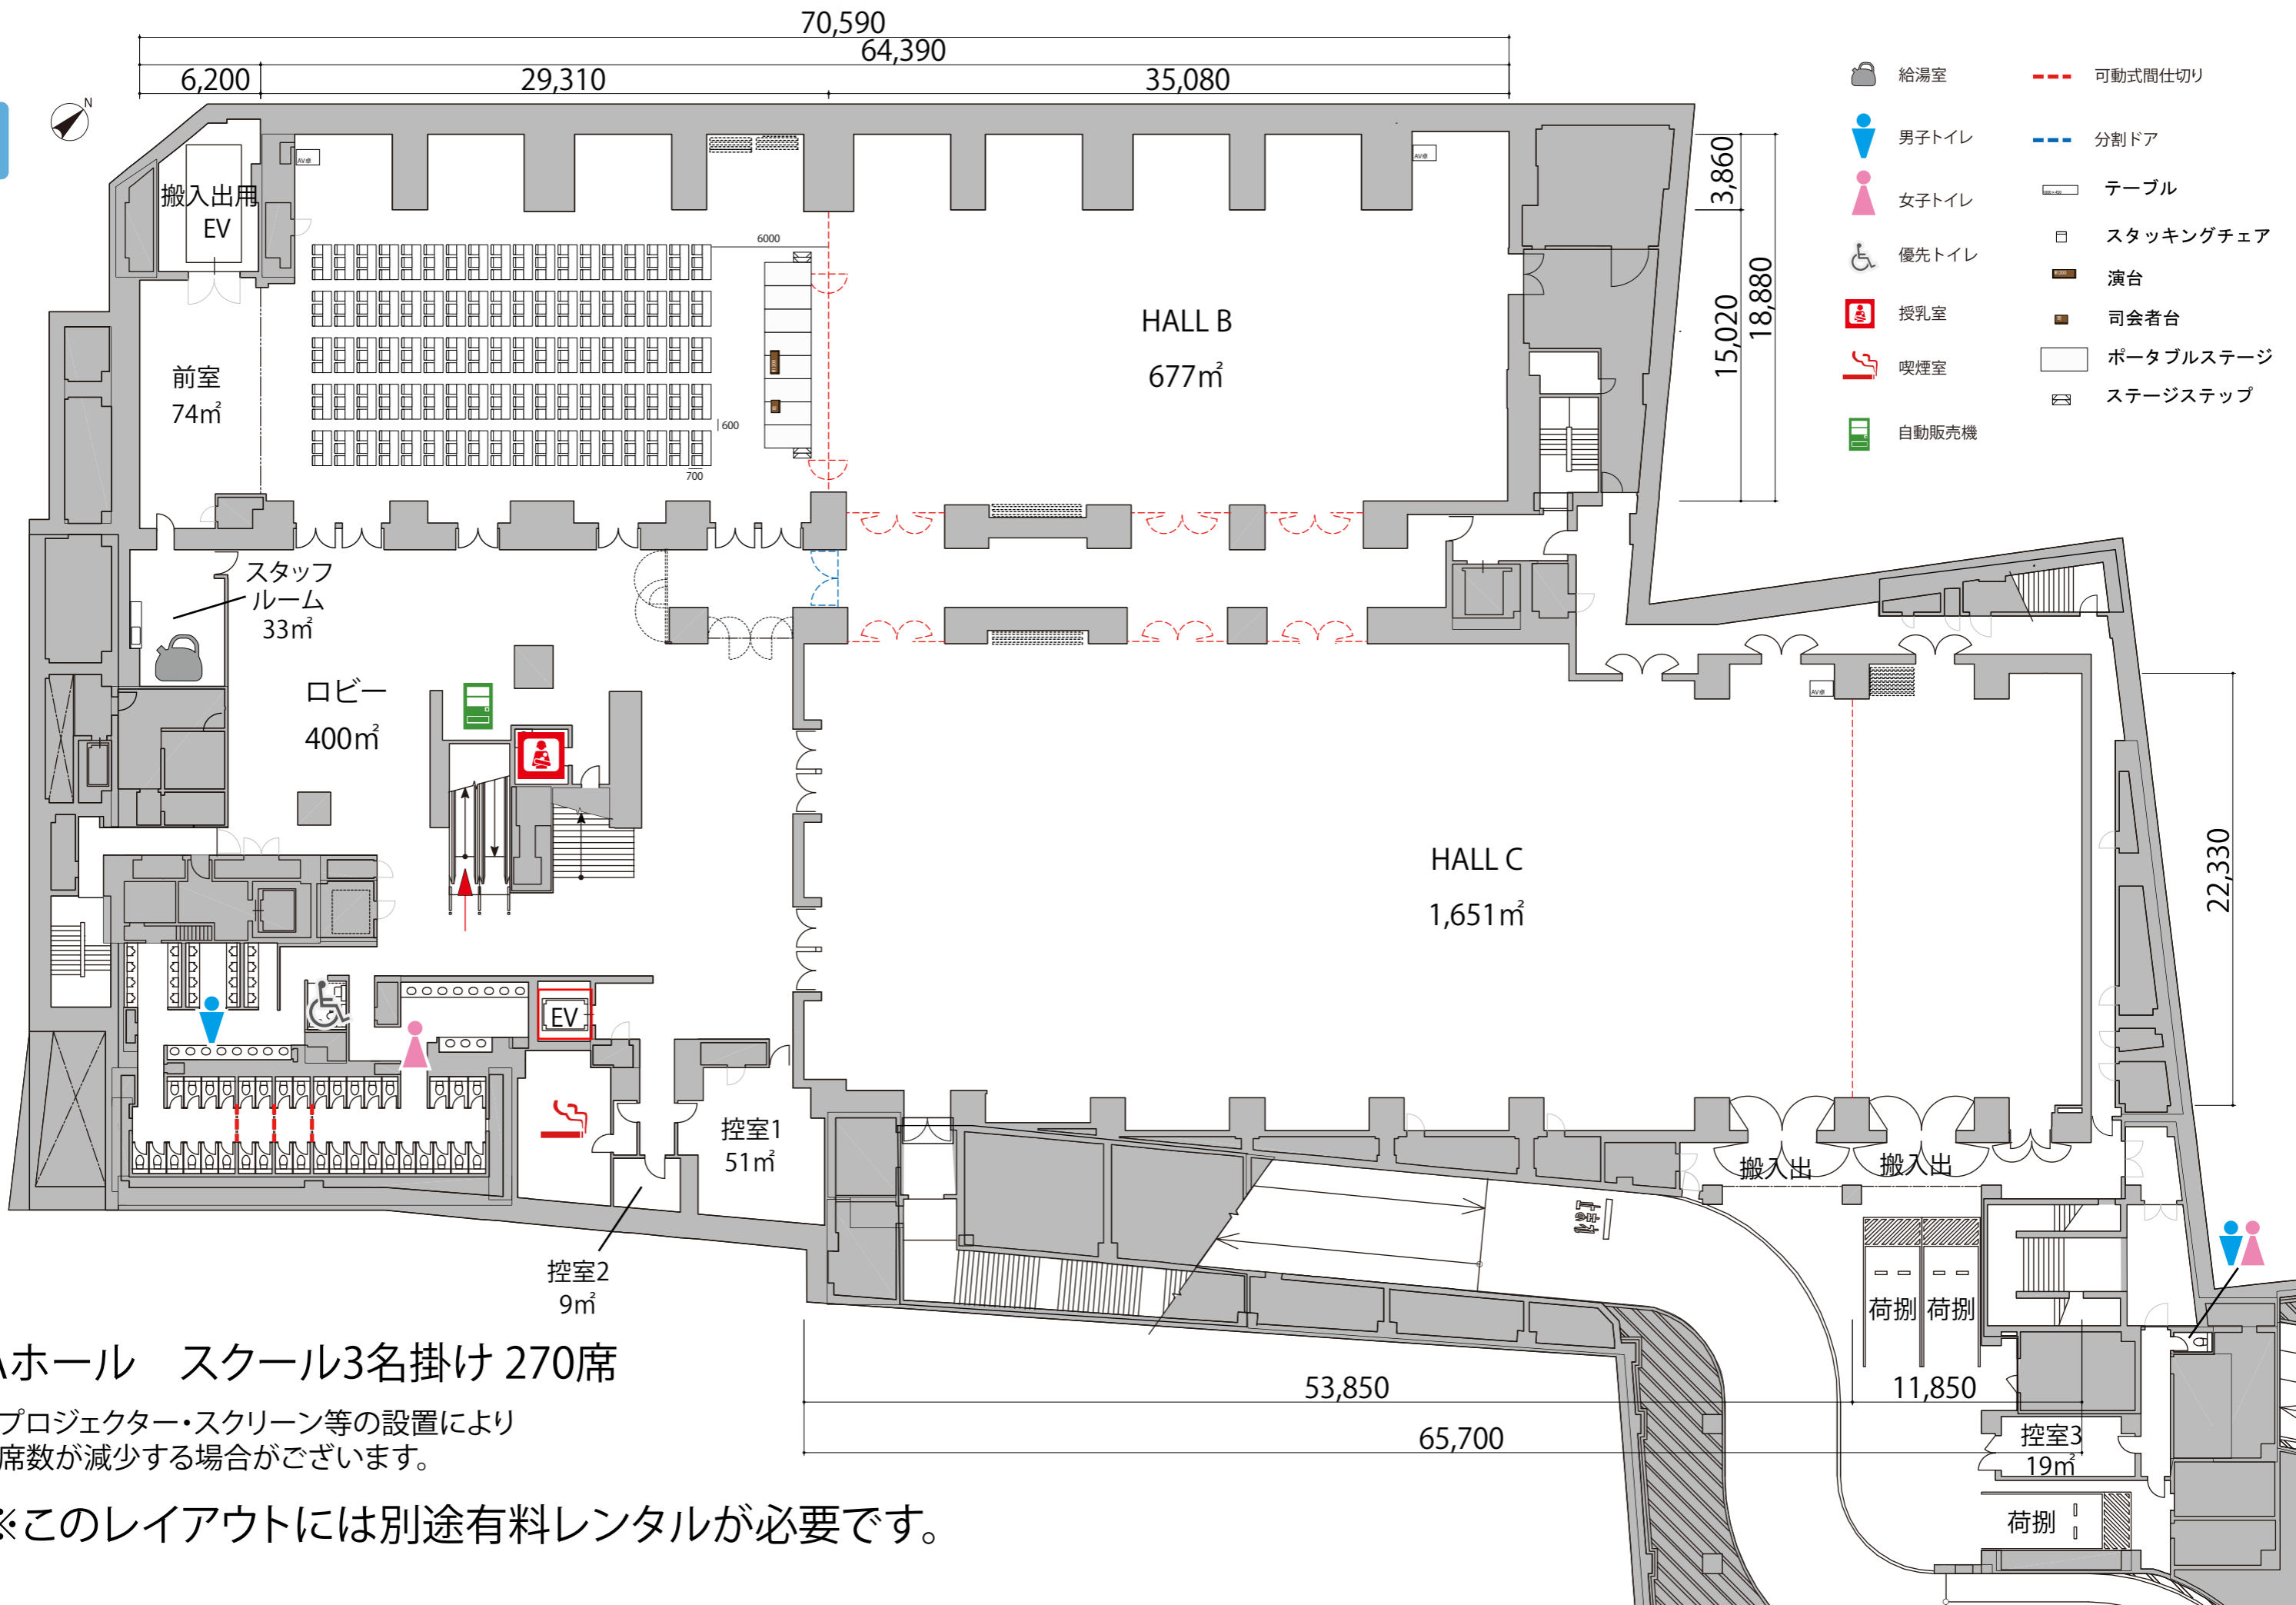 70,590
64,390
6,200
29,310
35,080
N
給湯室
男子トイレ
女子トイレ
優先トイレ
授乳室
喫煙室
自動販売機
可動式間仕切り
分割ドア
テーブル
スタッキングチェア
演台
司会者台
ポータブルステージ
ステージステップ
搬入出用
EV
AV卓
AV卓
3,860
15,020
18,880
6000
600
700
HALL B
677㎡
前室
74㎡
スタッフ
ルーム
33㎡
ロビー
400㎡
AV卓
HALL C
1,651㎡
22,330
EV
控室1
51㎡
控室2
9㎡
搬入出
搬入出
荷捌
荷捌
53,850
11,850
65,700
控室3
19㎡
荷捌
ホール スクール3名掛け 270席
プロジェクター・スクリーン等の設置により
席数が減少する場合がございます。
※このレイアウトには別途有料レンタルが必要です。